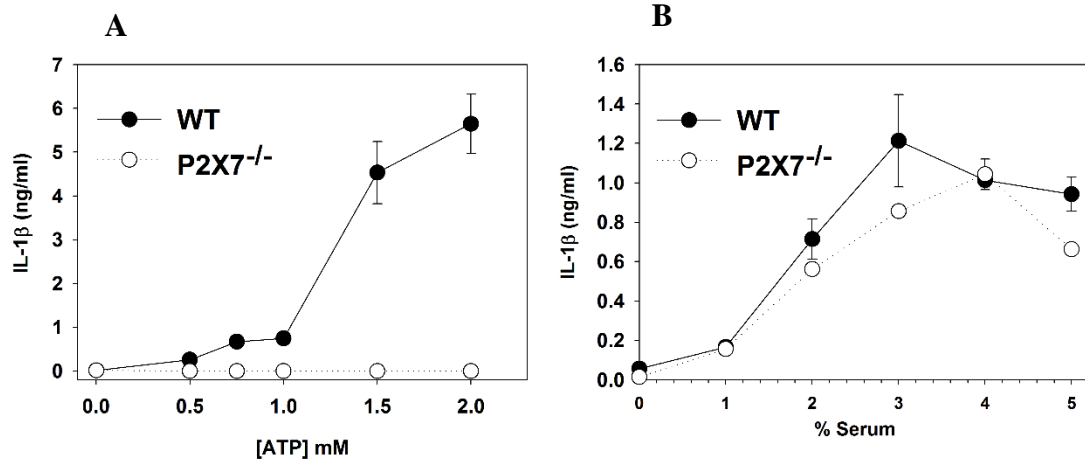 A
7
6
5
4
3
2
1
0
IL-1β (ng/ml)
WT
P2X7-/-
0.0 0.5 1.0 1.5 2.0
[ATP] mM
B
1.6
1.4
1.2
1.0
0.8
0.6
0.4
0.2
0.0
IL-1β (ng/ml)
WT
P2X7-/-
0 1 2 3 4 5
% Serum